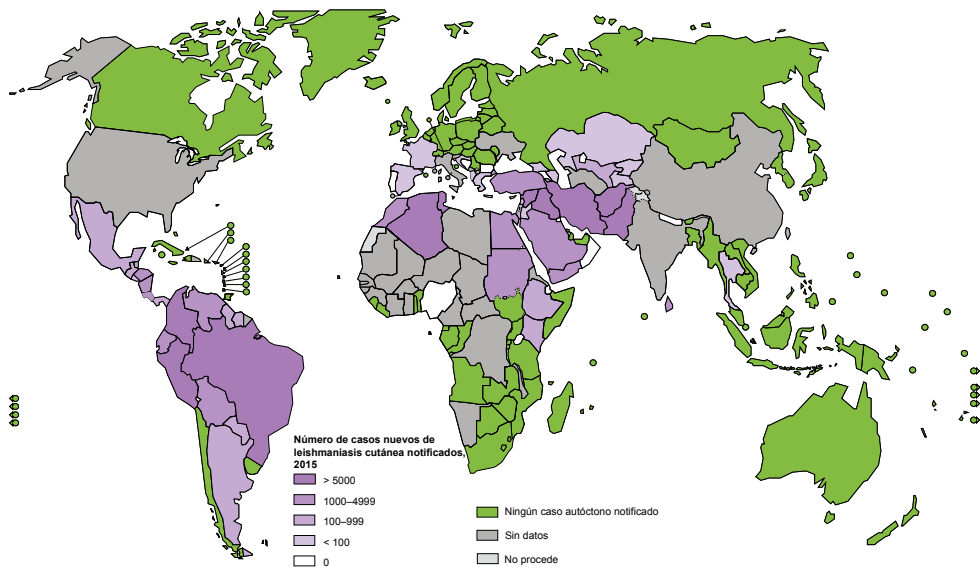 Número de casos nuevos de
leishmaniasis cutánea notificados,
2015
> 5000
1000–4999
100–999
< 100
0
Ningún caso autóctono notificado
Sin datos
No procede